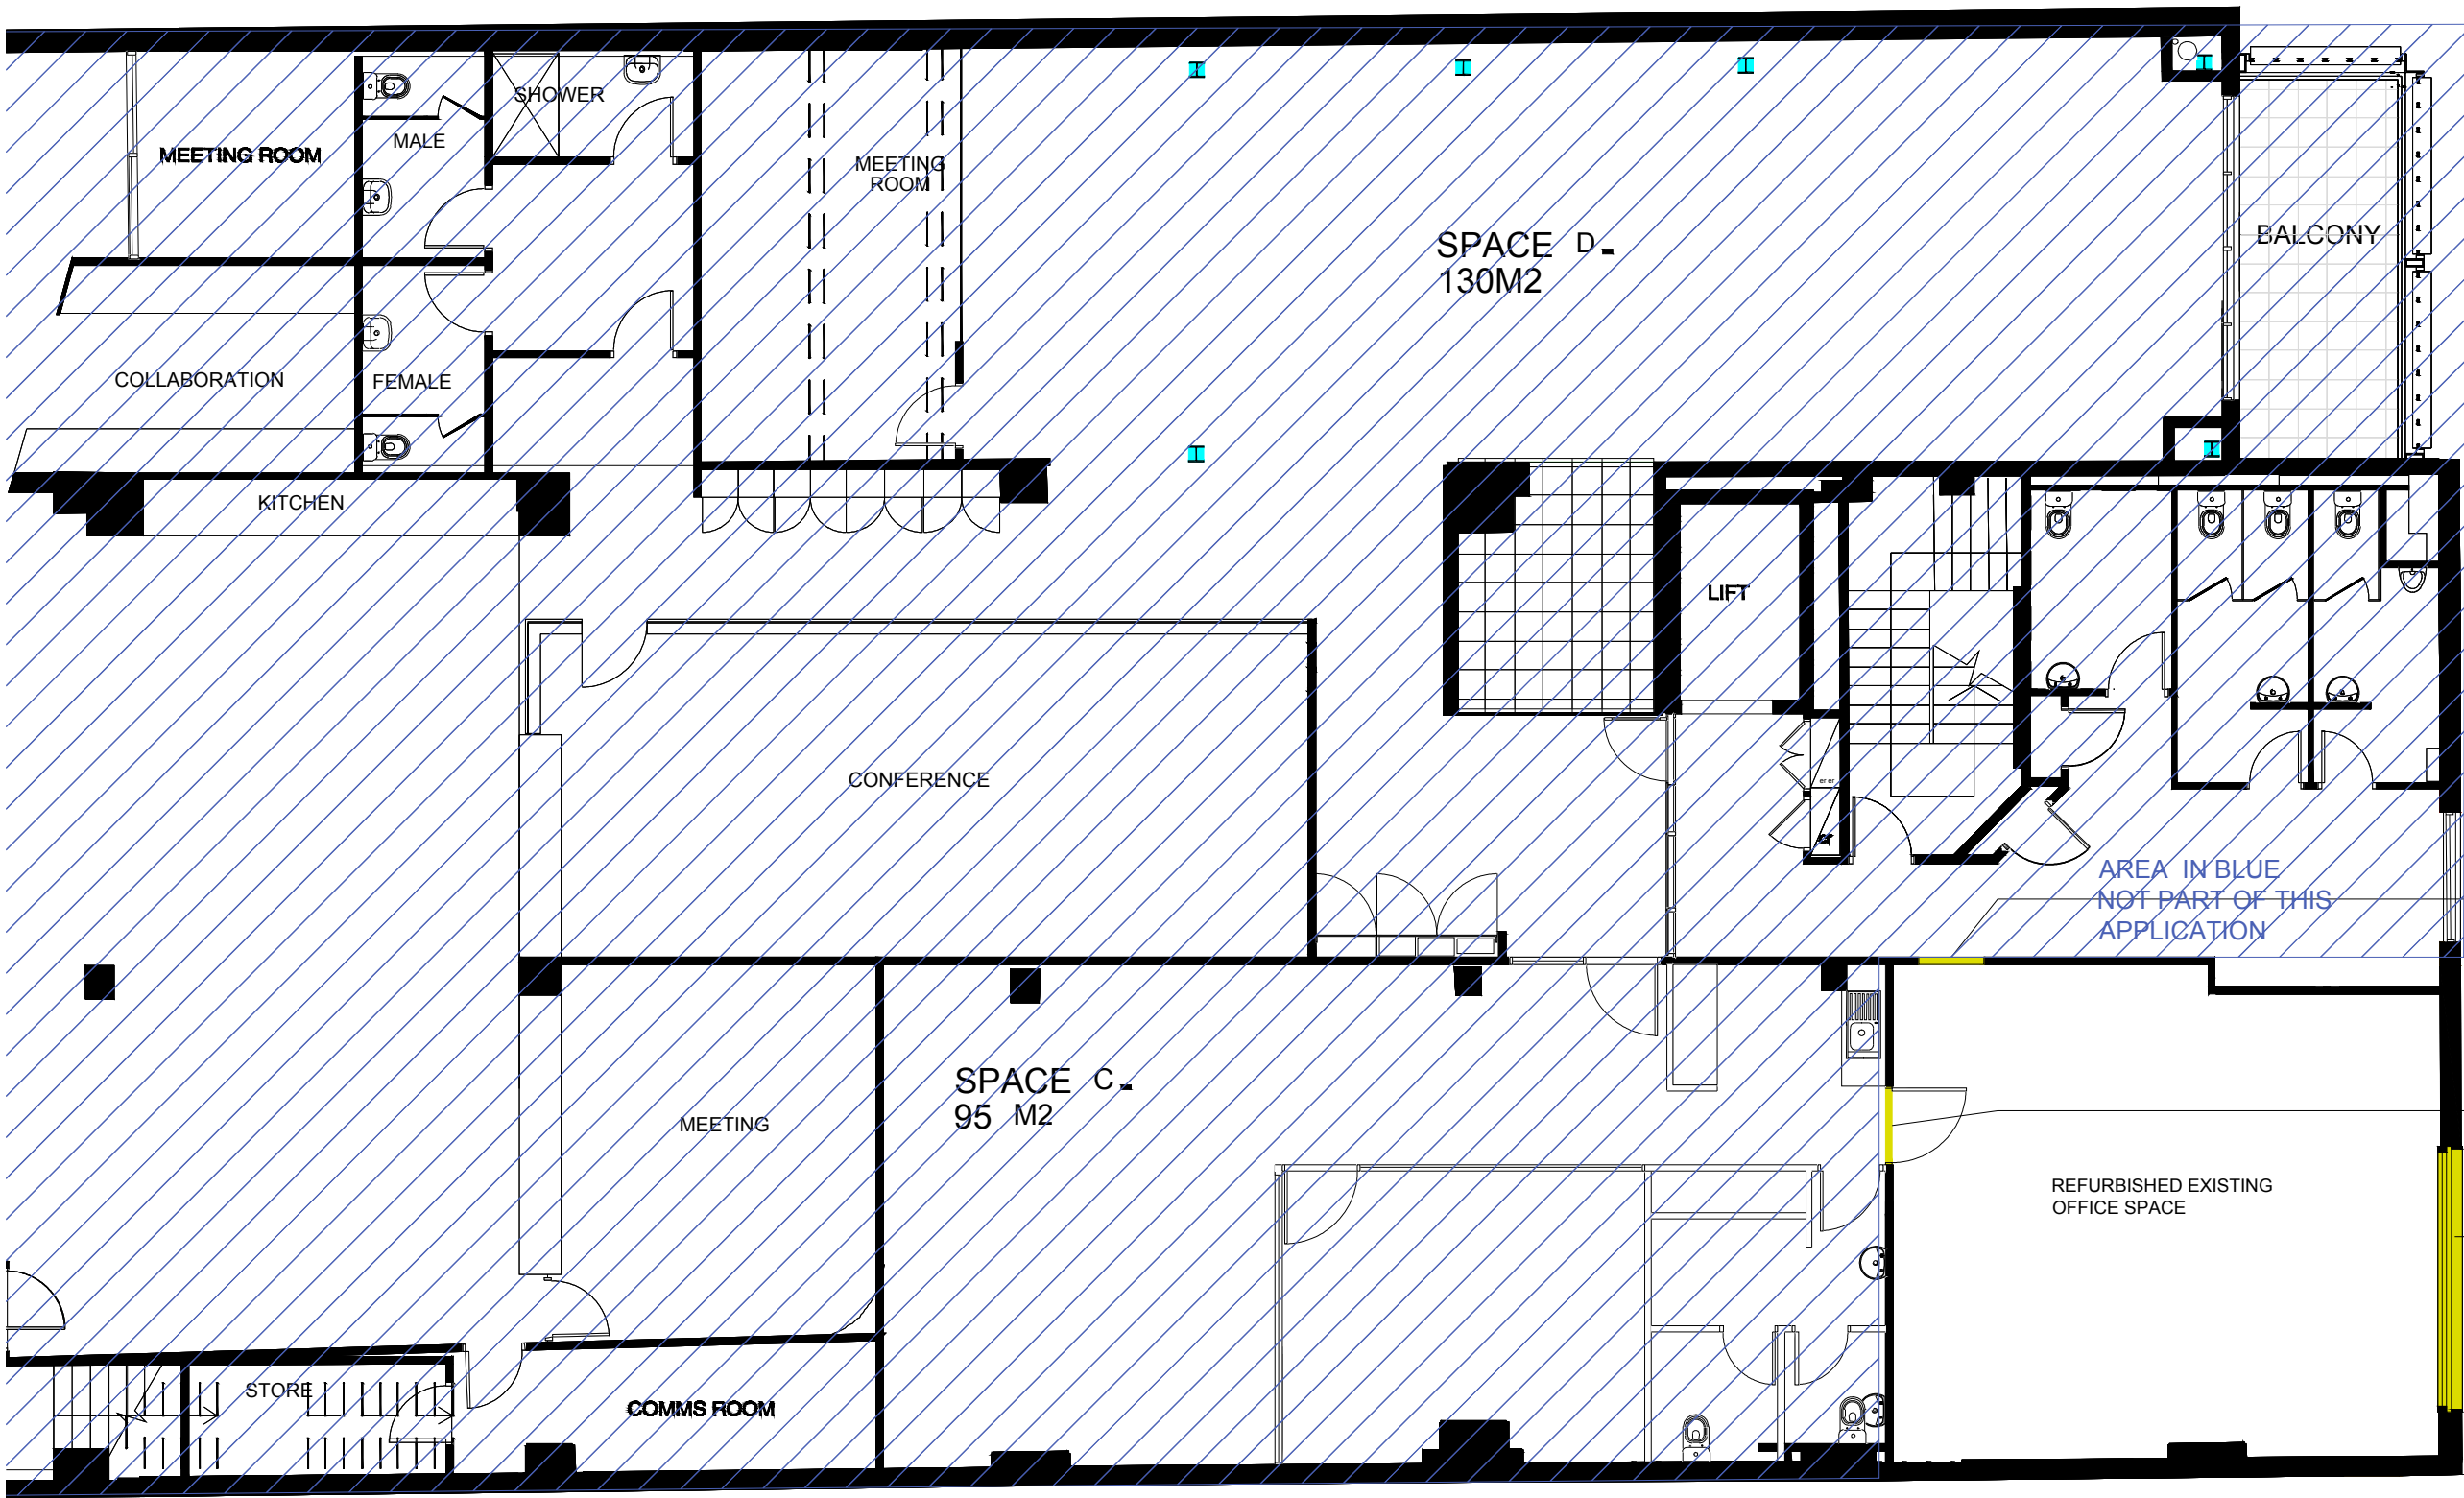 SHOWER
MALE
MEETING ROOM
MEETING
ROOM
SPACE D-
130M2
BALCONY
COLLABORATION
FEMALE
KITCHEN
LIFT
CONFERENCE
AREA IN BLUE
NOT PART OF THIS
APPLICATION
SPACE C-
95 M2
MEETING
REFURBISHED EXISTING
OFFICE SPACE
STORE
COMMS ROOM